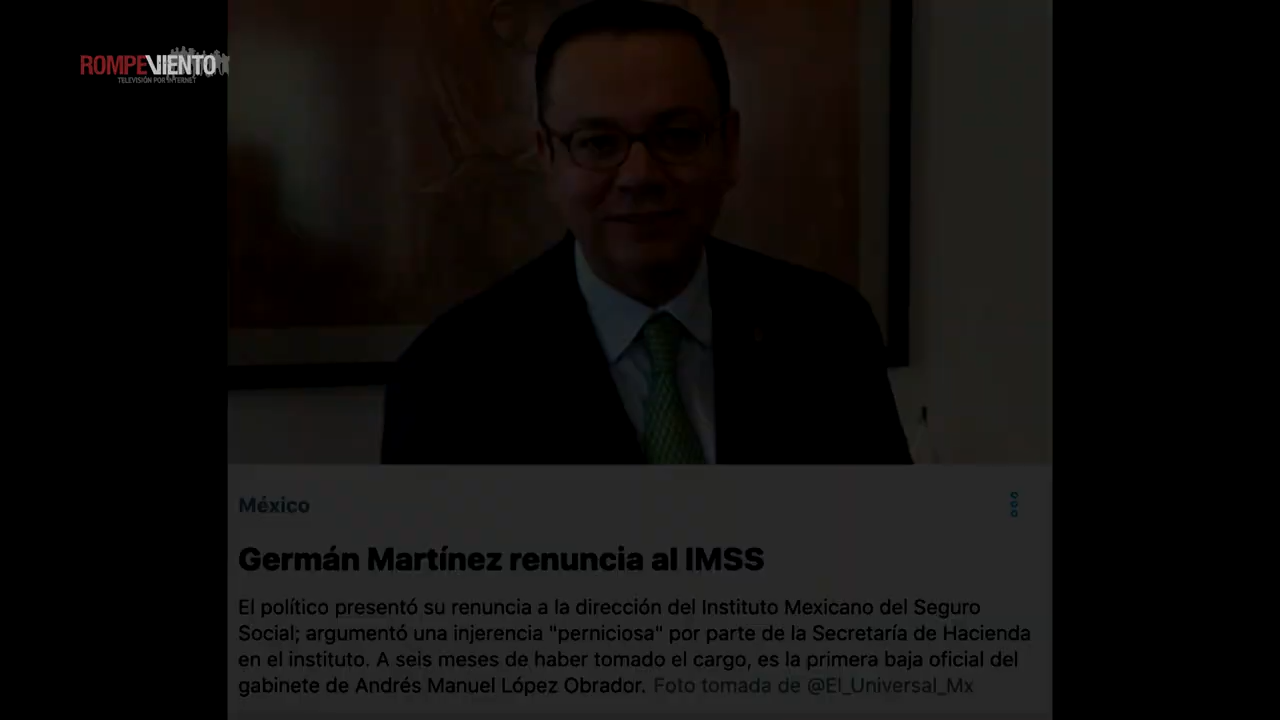 ROMPEVIENTO
TELEVISIÓN POR INTERNET
México
Germán Martínez renuncia al IMSS
El político presentó su renuncia a la dirección del Instituto Mexicano del Seguro
Social; argumentó una injerencia "perniciosa" por parte de la Secretaría de Hacienda
en el instituto. A seis meses de haber tomado el cargo, es la primera baja oficial del
gabinete de Andrés Manuel López Obrador. Foto tomada de @El_Universal_Mx